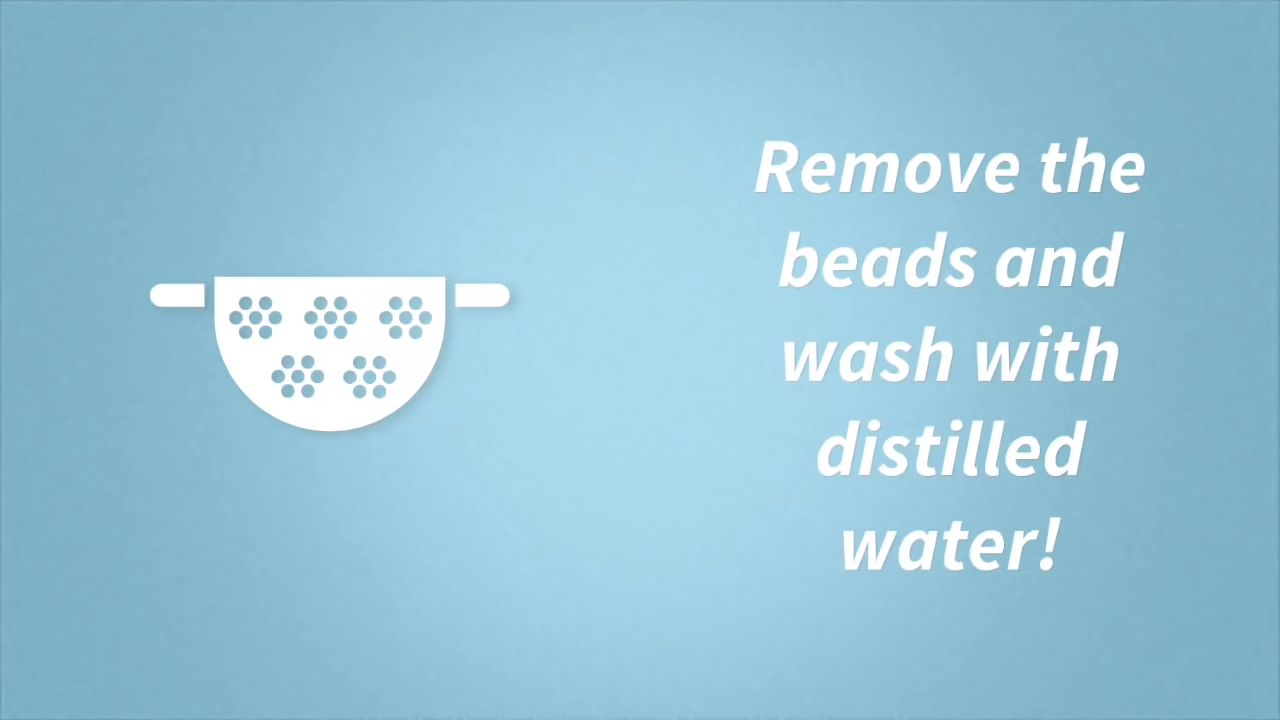 Remove the
beads and
wash with
distilled
water!